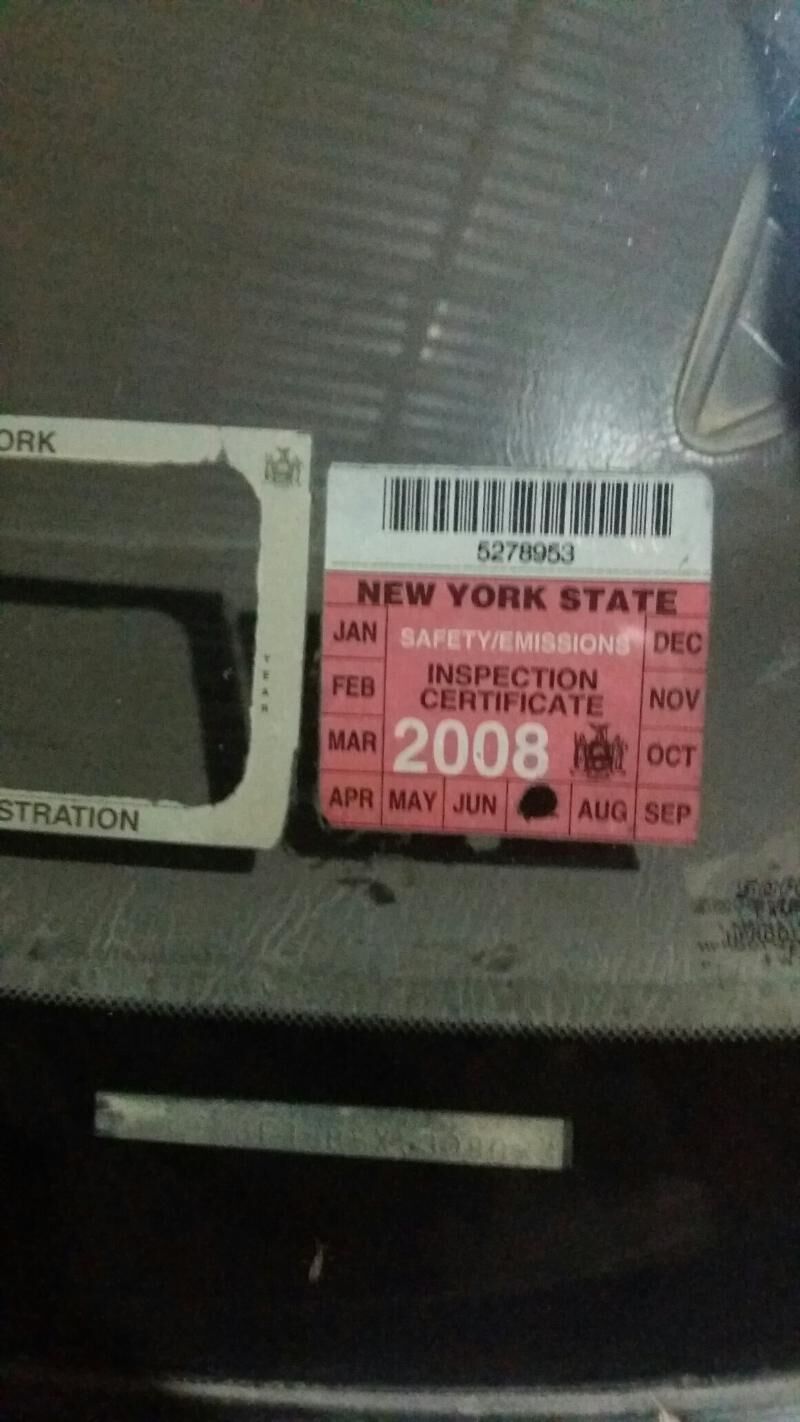 ORK
YEAR
STRATION
5278953
NEW YORK STATE
JAN SAFETY/EMISSIONS DEC
FEB INSPECTION NOV
CERTIFICATE
MAR 2008 OCT
APR MAY JUN AUG SEP